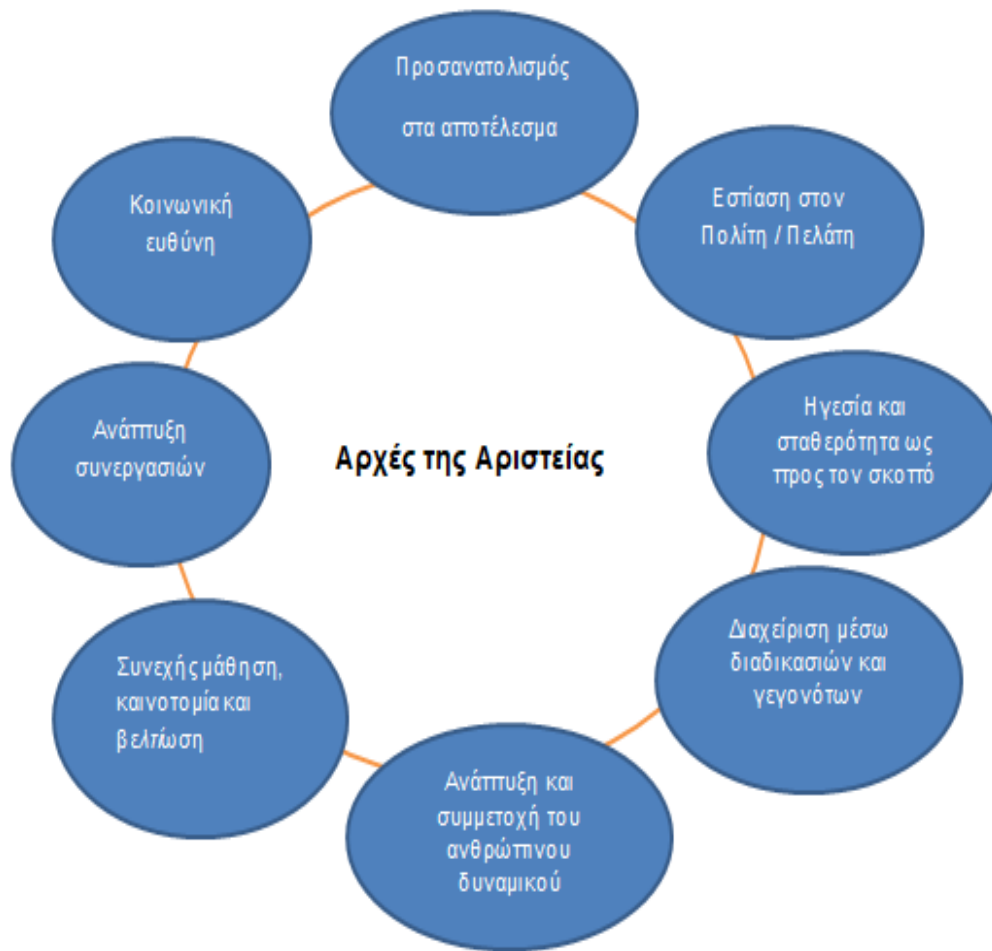 Προσανατολισμός
στα αποτέλεσμα
Εστίαση στον
Πολίτη / Πελάτη
Ηγεσία και
σταθερότητα ως
προς τον σκοπό
Διαχείριση μέσω
διαδικασιών και
γεγονότων
Ανάπτυξη και
συμμετοχή του
ανθρώπινου
δυναμικού
Συνεχής μάθηση,
καινοτομία και
βελτίωση
Ανάπτυξη
συνεργασιών
Κοινωνική
ευθύνη
Αρχές της Αριστείας